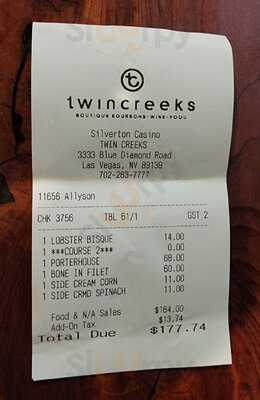 tc
twincreeks
BOUTIQUE BOURBONS·WINE·FOOD
Silverton Casino
TWIN CREEKS
3333 Blue Diamond Road
Las Vegas, NV 89139
702-263-7777
11656 Allyson
CHK 3756 TBL 61/1 GST 2
1 LOBSTER BISQUE 14.00
1 ***COURSE 2*** 0.00
1 PORTERHOUSE 68.00
1 BONE IN FILET 60.00
1 SIDE CREAM CORN 11.00
1 SIDE CRMD SPINACH 11.00
Food & N/A Sales $164.00
Add-On Tax $13.74
Total Due $177.74